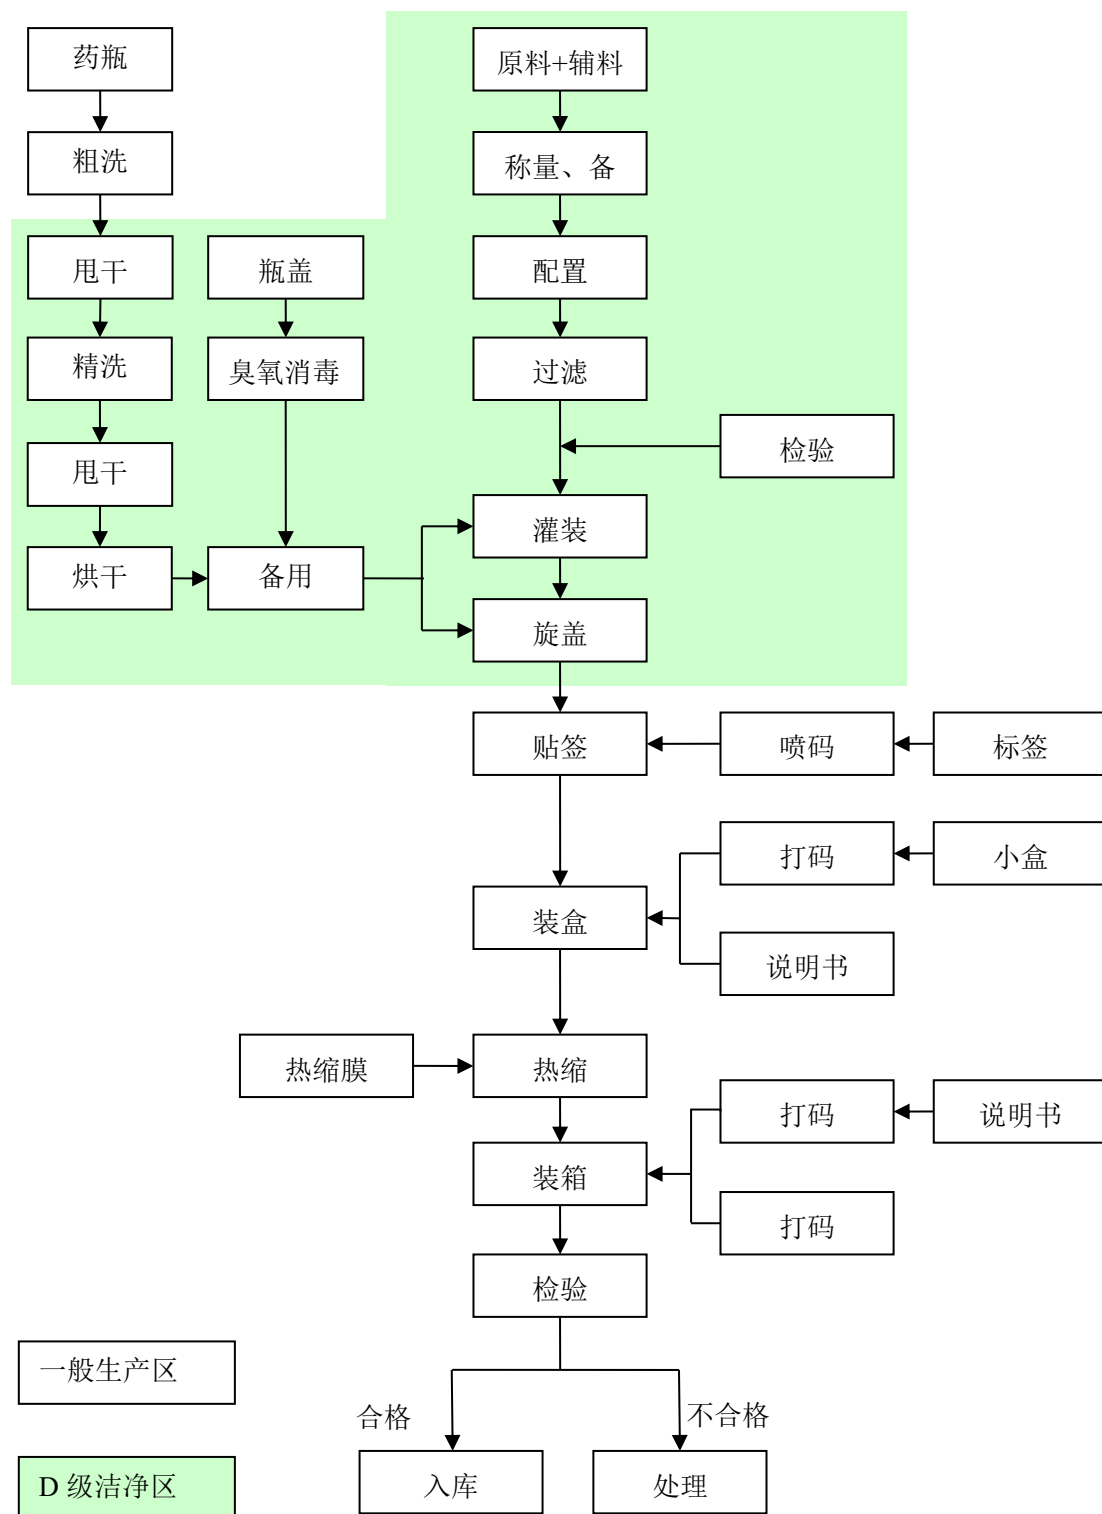 药瓶
原料+辅料
粗洗
称量、备
甩干
瓶盖
配置
精洗
臭氧消毒
过滤
检验
甩干
灌装
烘干
备用
旋盖
贴签
喷码
标签
打码
小盒
装盒
说明书
热缩膜
热缩
打码
说明书
装箱
打码
检验
一般生产区
合格
不合格
D 级洁净区
入库
处理